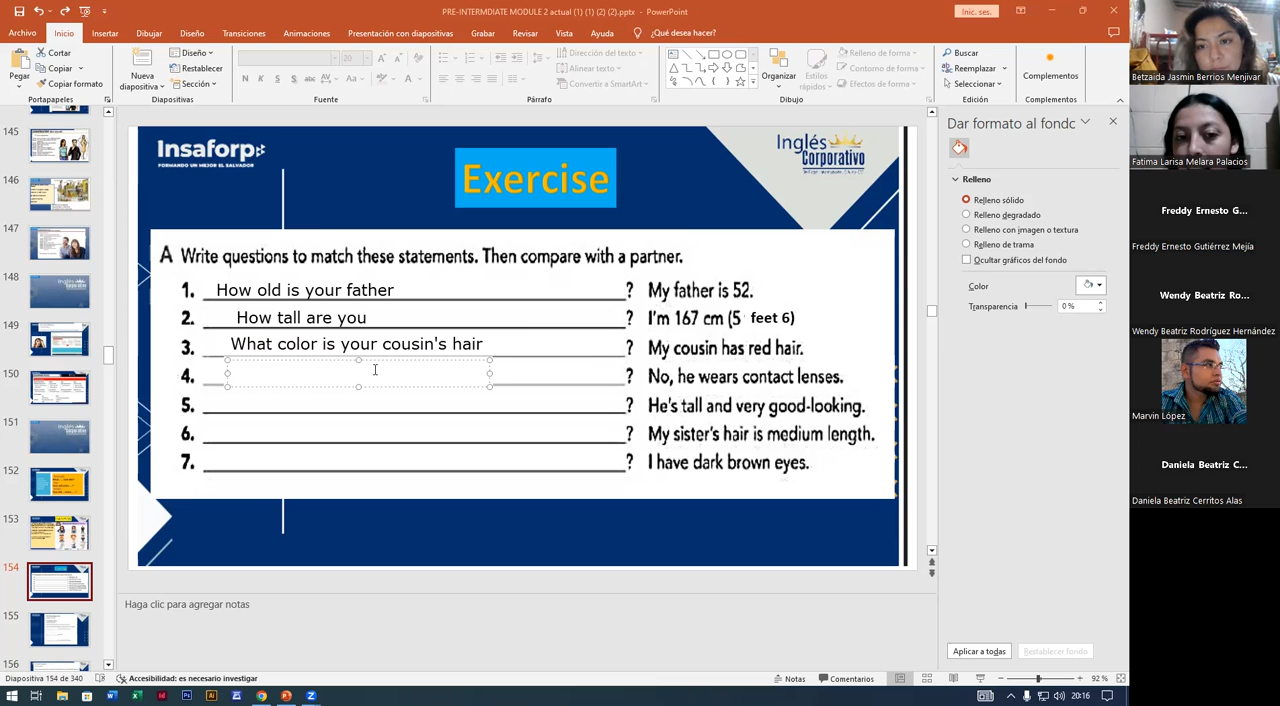 PRE-INTERMDIATE MODULE 2 actual (1) (1) (2) (2).pptx - PowerPoint
Inic. ses.
Archivo Inicio Insertar Dibujar Diseño Transiciones Animaciones Presentación con diapositivas Grabar Revisar Vista Ayuda ¿Qué desea hacer?
Pegar
Cortar
Copiar
Copiar formato
Portapapeles
Nueva
diapositiva
Diseño
Restablecer
Sección
Diapositivas
20
N K S S abc AV Aa A
Fuente
Dirección del texto
Alinear texto
Convertir a SmartArt
Párrafo
Organizar
Estilos
rápidos
Relleno de forma
Contorno de forma
Efectos de forma
Dibujo
Buscar
Reemplazar
Seleccionar
Edición
Complementos
Complementos
145
146
147
148
149
150
151
152
153
154
155
156
Insaforp
FORMANDO UN MEJOR EL SALVADOR
Exercise
Inglés
Corporativo
A Write questions to match these statements. Then compare with a partner.
1. How old is your father ? My father is 52.
2. How tall are you ? I'm 167 cm (5 feet 6)
3. What color is your cousin's hair ? My cousin has red hair.
4. ? No, he wears contact lenses.
5. ? He's tall and very good-looking.
6. ? My sister's hair is medium length.
7. ? I have dark brown eyes.
Haga clic para agregar notas
Dar formato al fondo
Relleno
Relleno sólido
Relleno degradado
Relleno con imagen o textura
Relleno de trama
Ocultar gráficos del fondo
Color
Transparencia 0 %
Aplicar a todas Restablecer fondo
Diapositiva 154 de 340 Accesibilidad: es necesario investigar Notas Comentarios 92 %
20:16
Betzaida Jasmin Berrios Menjivar
Fatima Larisa Melara Palacios
Freddy Ernesto G...
Freddy Ernesto Gutiérrez Mejía
Wendy Beatriz Ro...
Wendy Beatriz Rodríguez Hernández
Marvin López
Daniela Beatriz C...
Daniela Beatriz Cerritos Alas